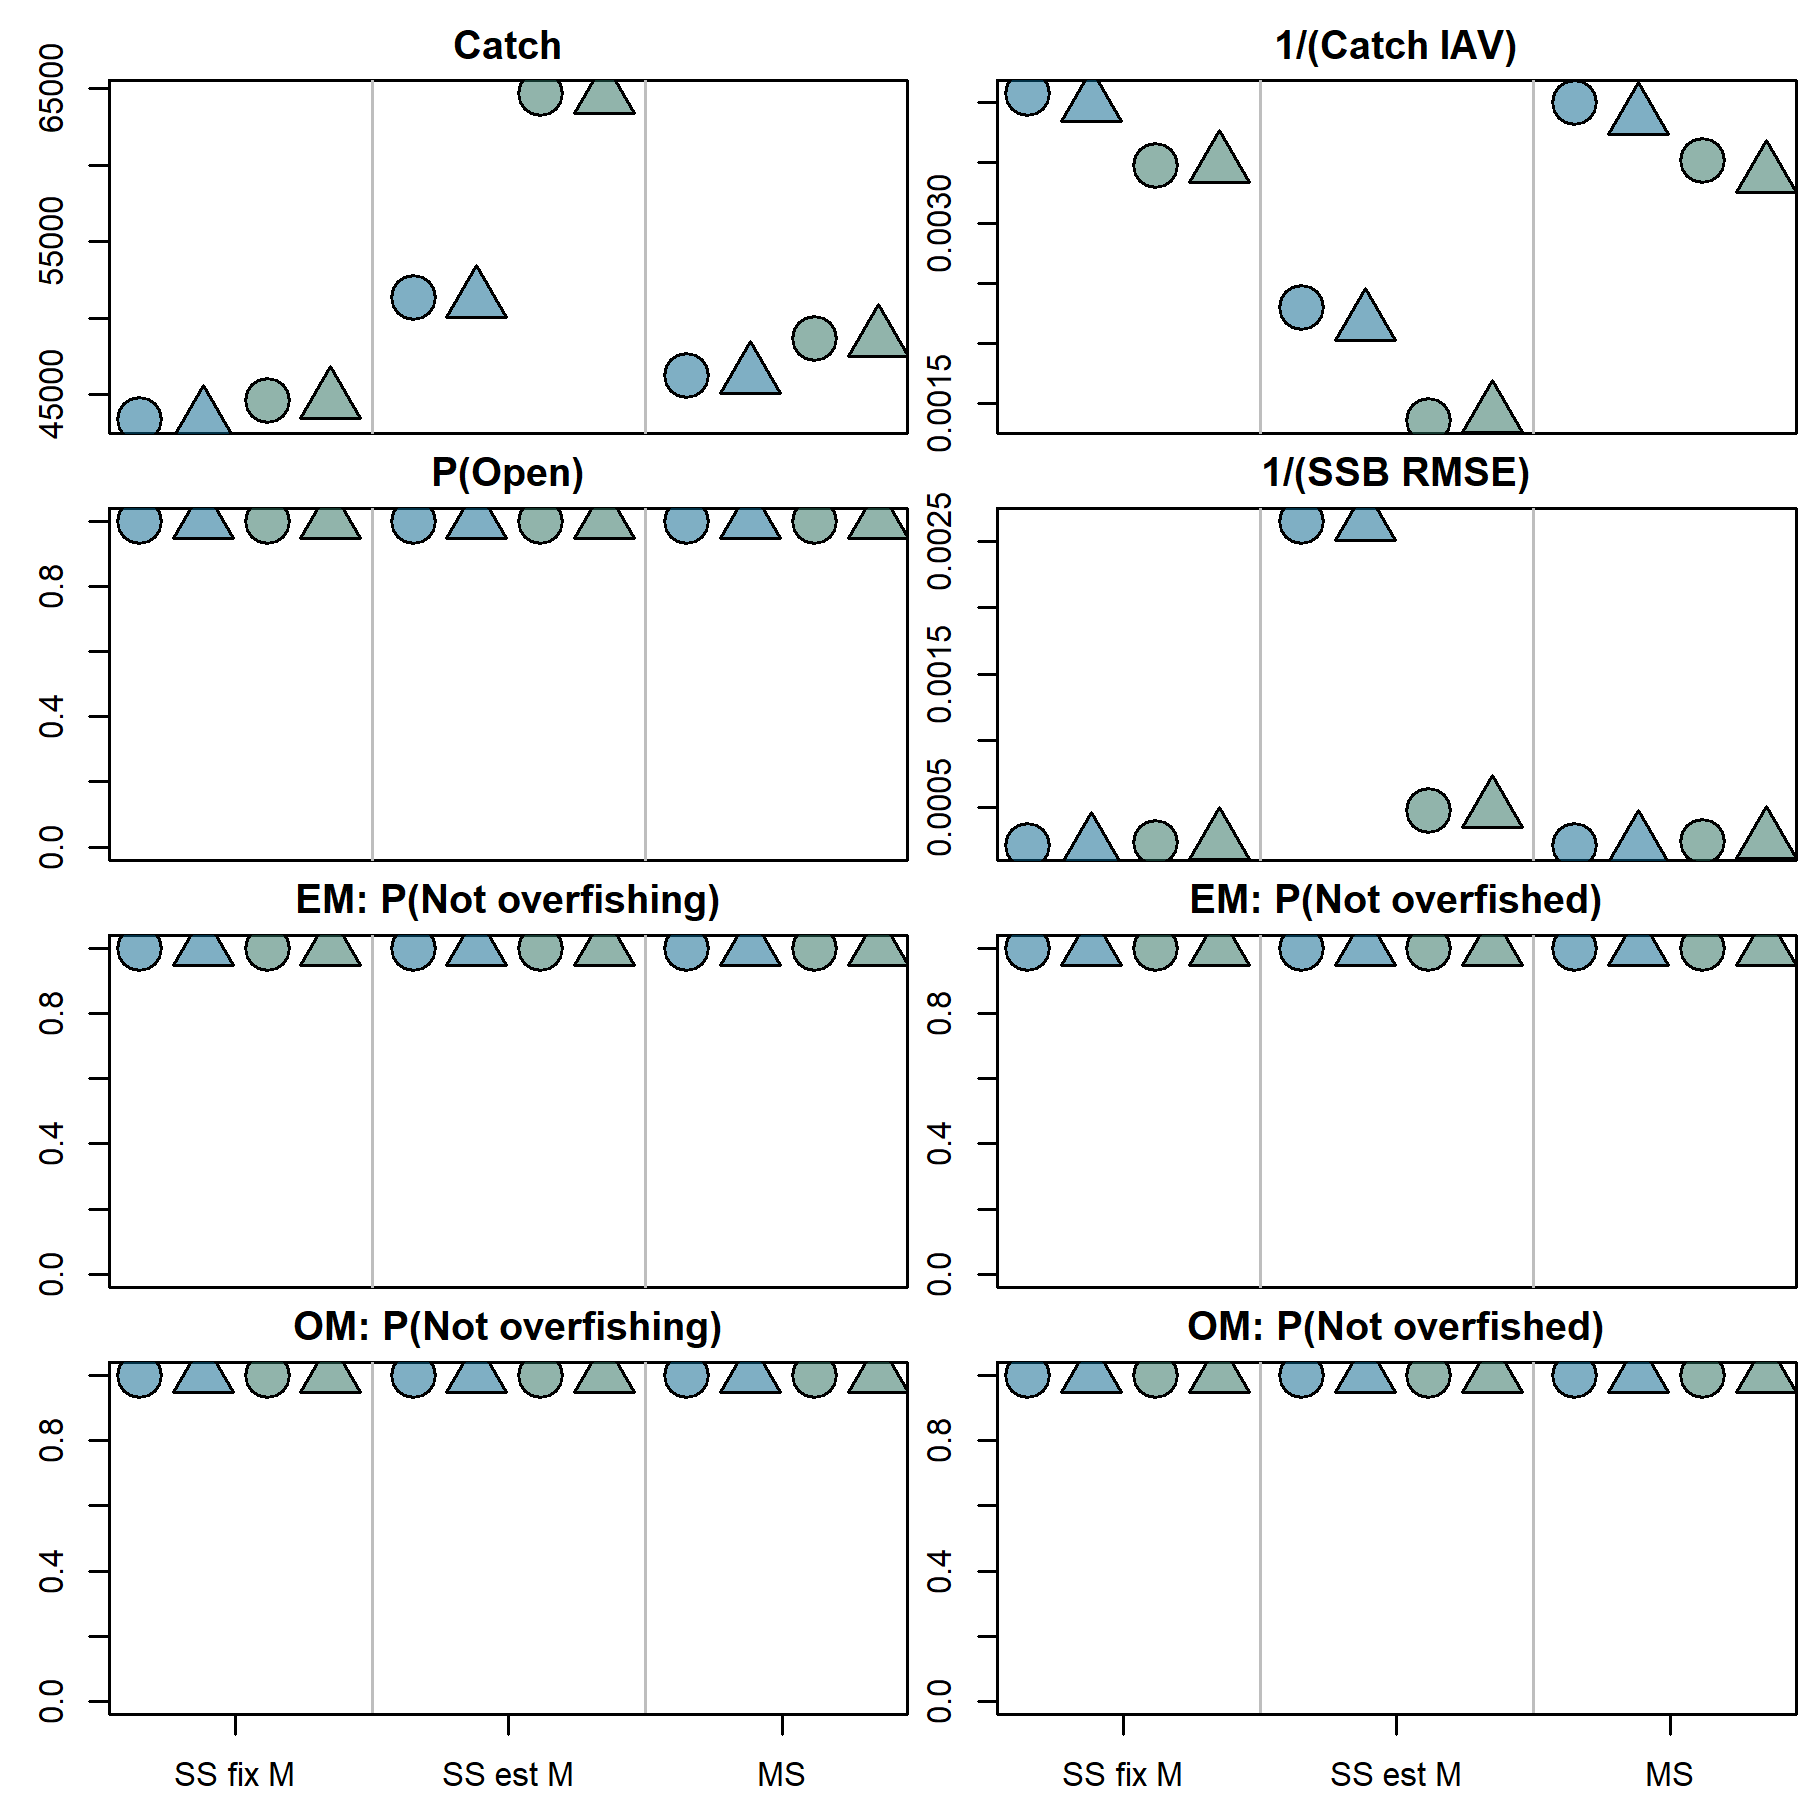 Catch
65000
55000
45000
1/(Catch IAV)
0.0030
0.0015
P(Open)
0.8
0.4
0.0
1/(SSB RMSE)
0.0025
0.0015
0.0005
EM: P(Not overfishing)
0.8
0.4
0.0
EM: P(Not overfished)
0.8
0.4
0.0
OM: P(Not overfishing)
0.8
0.4
0.0
OM: P(Not overfished)
0.8
0.4
0.0
SS fix M SS est M MS
SS fix M SS est M MS